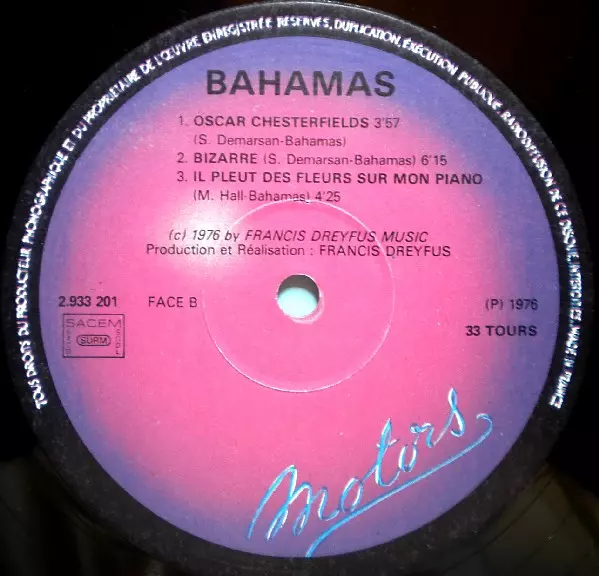 TOUS DROITS DU PRODUCTEUR PHONOGRAPHIQUE ET DU PROPRIETAIRE DE L'ŒUVRE ENREGISTRÉE RESERVES, DUPLICATION, ÉXÉCUTION PUBLIQUE, RADIODIFFUSION DE CE DISQUE INTERDITES. MADE IN FRANCE
BAHAMAS
1. OSCAR CHESTERFIELDS 3'57
(S. Demarsan-Bahamas)
2. BIZARRE (S. Demarsan-Bahamas) 6'15
3. IL PLEUT DES FLEURS SUR MON PIANO
(M. Hall-Bahamas) 4'25
(c) 1976 by FRANCIS DREYFUS MUSIC
Production et Réalisation : FRANCIS DREYFUS
2.933 201 FACE B (P) 1976
SACEM
SDRM
33 TOURS
Motors